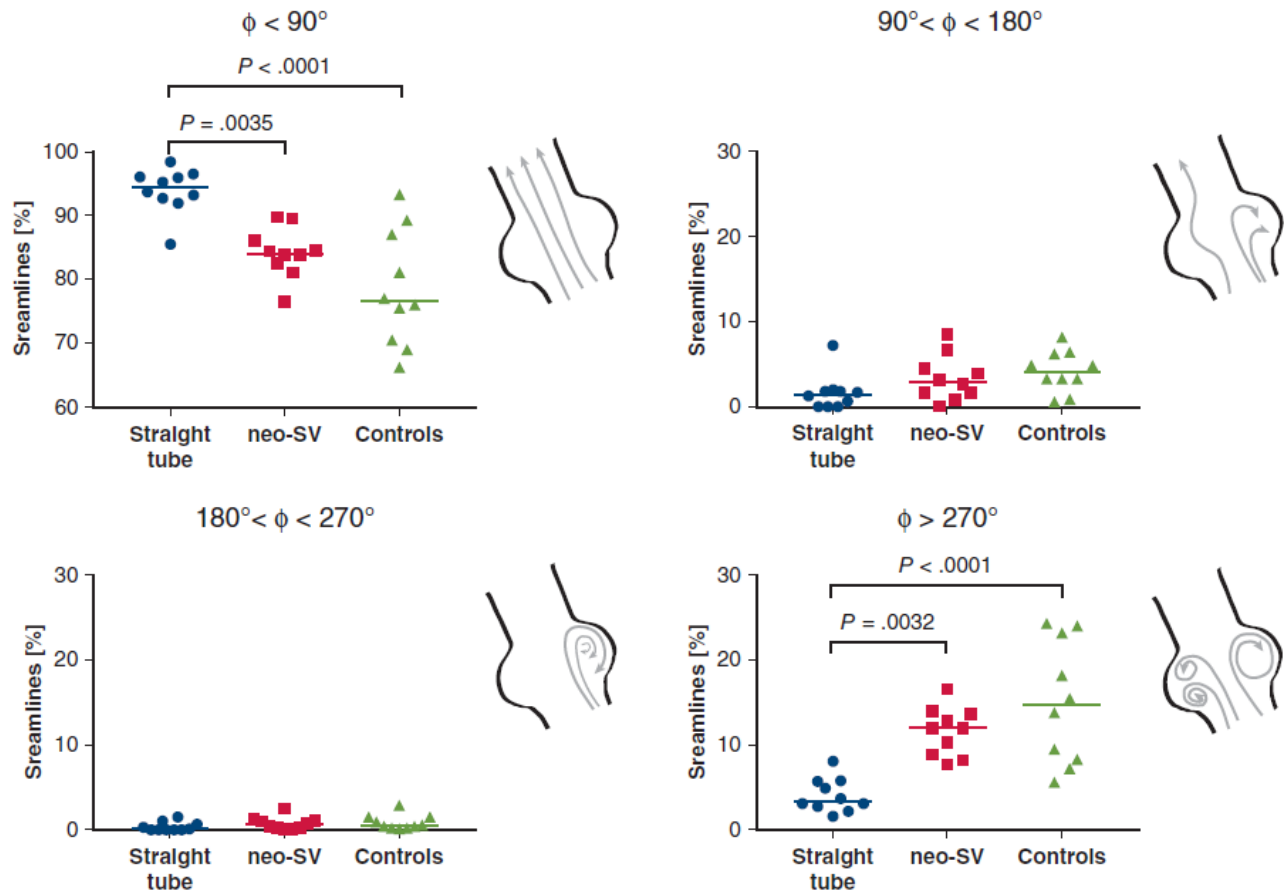 ϕ < 90°
P < .0001
P = .0035
100
90
80
70
60
Sreamlines [%]
Straight
tube
neo-SV
Controls
90°< ϕ < 180°
30
20
10
0
Sreamlines [%]
Straight
tube
neo-SV
Controls
180°< ϕ < 270°
30
20
10
0
Sreamlines [%]
Straight
tube
neo-SV
Controls
ϕ > 270°
P < .0001
P = .0032
30
20
10
0
Sreamlines [%]
Straight
tube
neo-SV
Controls